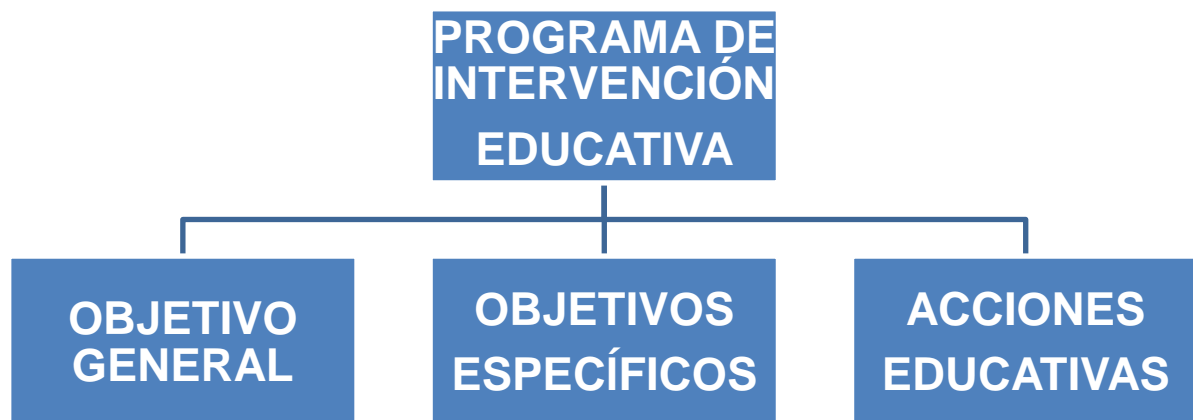 PROGRAMA DE
INTERVENCIÓN
EDUCATIVA
OBJETIVO
GENERAL
OBJETIVOS
ESPECÍFICOS
ACCIONES
EDUCATIVAS